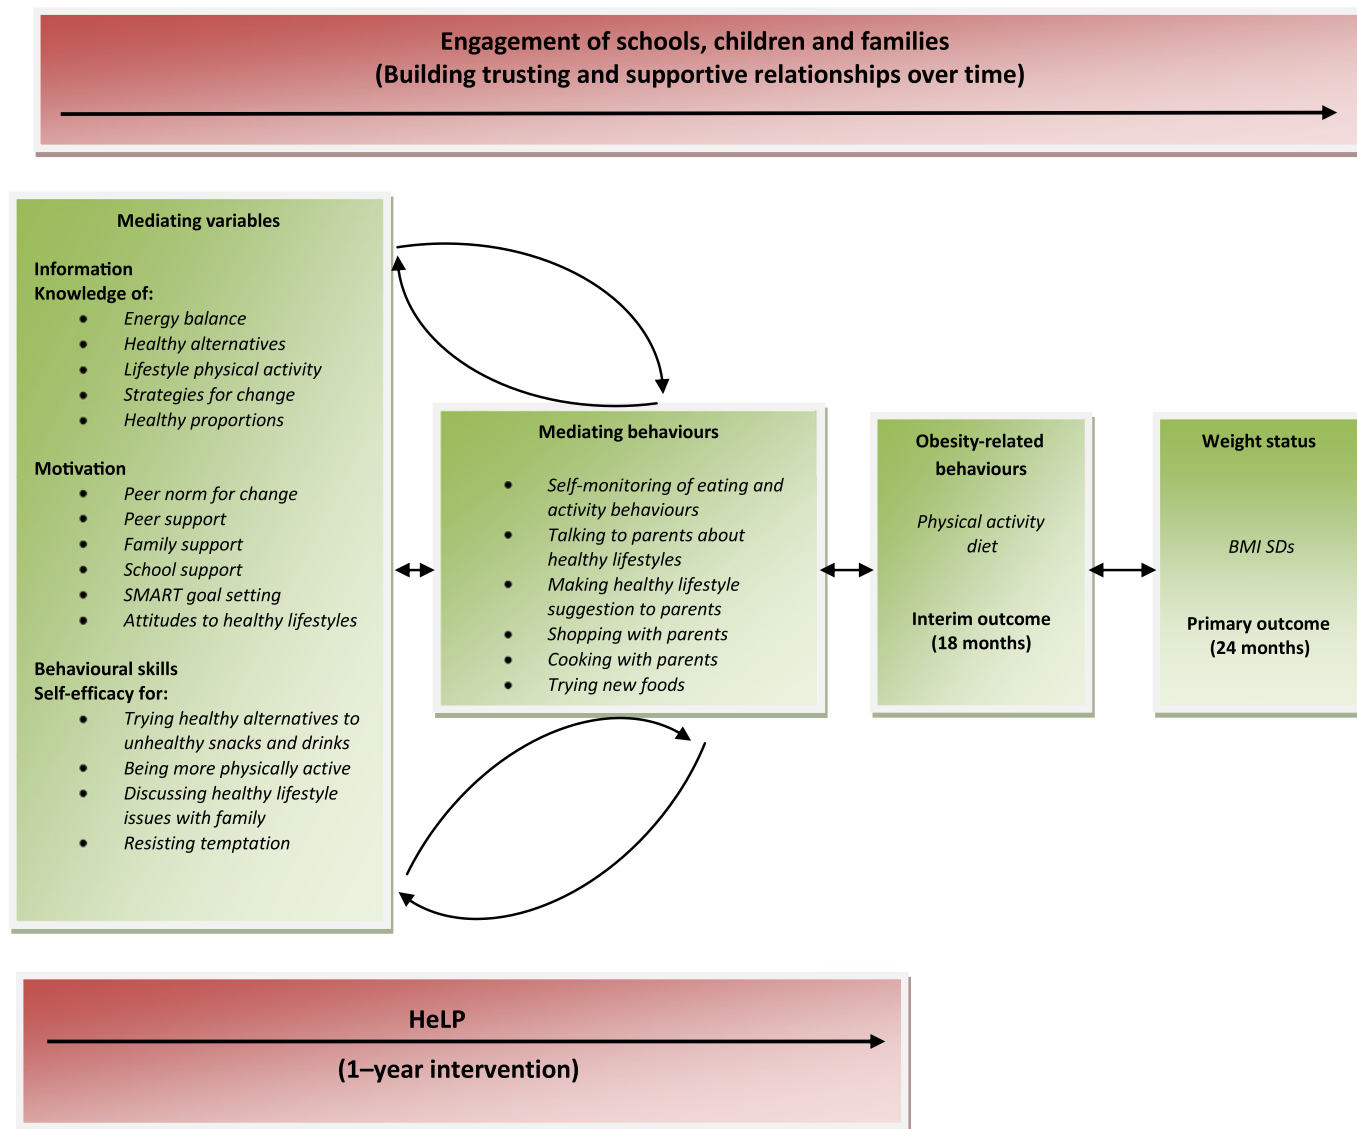 Engagement of schools, children and families
(Building trusting and supportive relationships over time)
Mediating variables
Information
Knowledge of:
• Energy balance
• Healthy alternatives
• Lifestyle physical activity
• Strategies for change
• Healthy proportions
Motivation
• Peer norm for change
• Peer support
• Family support
• School support
• SMART goal setting
• Attitudes to healthy lifestyles
Behavioural skills
Self-efficacy for:
• Trying healthy alternatives to
unhealthy snacks and drinks
• Being more physically active
• Discussing healthy lifestyle
issues with family
• Resisting temptation
Mediating behaviours
• Self-monitoring of eating and
activity behaviours
• Talking to parents about
healthy lifestyles
• Making healthy lifestyle
suggestion to parents
• Shopping with parents
• Cooking with parents
• Trying new foods
Obesity-related
behaviours
Physical activity
diet
Interim outcome
(18 months)
Weight status
BMI SDs
Primary outcome
(24 months)
HeLP
(1–year intervention)